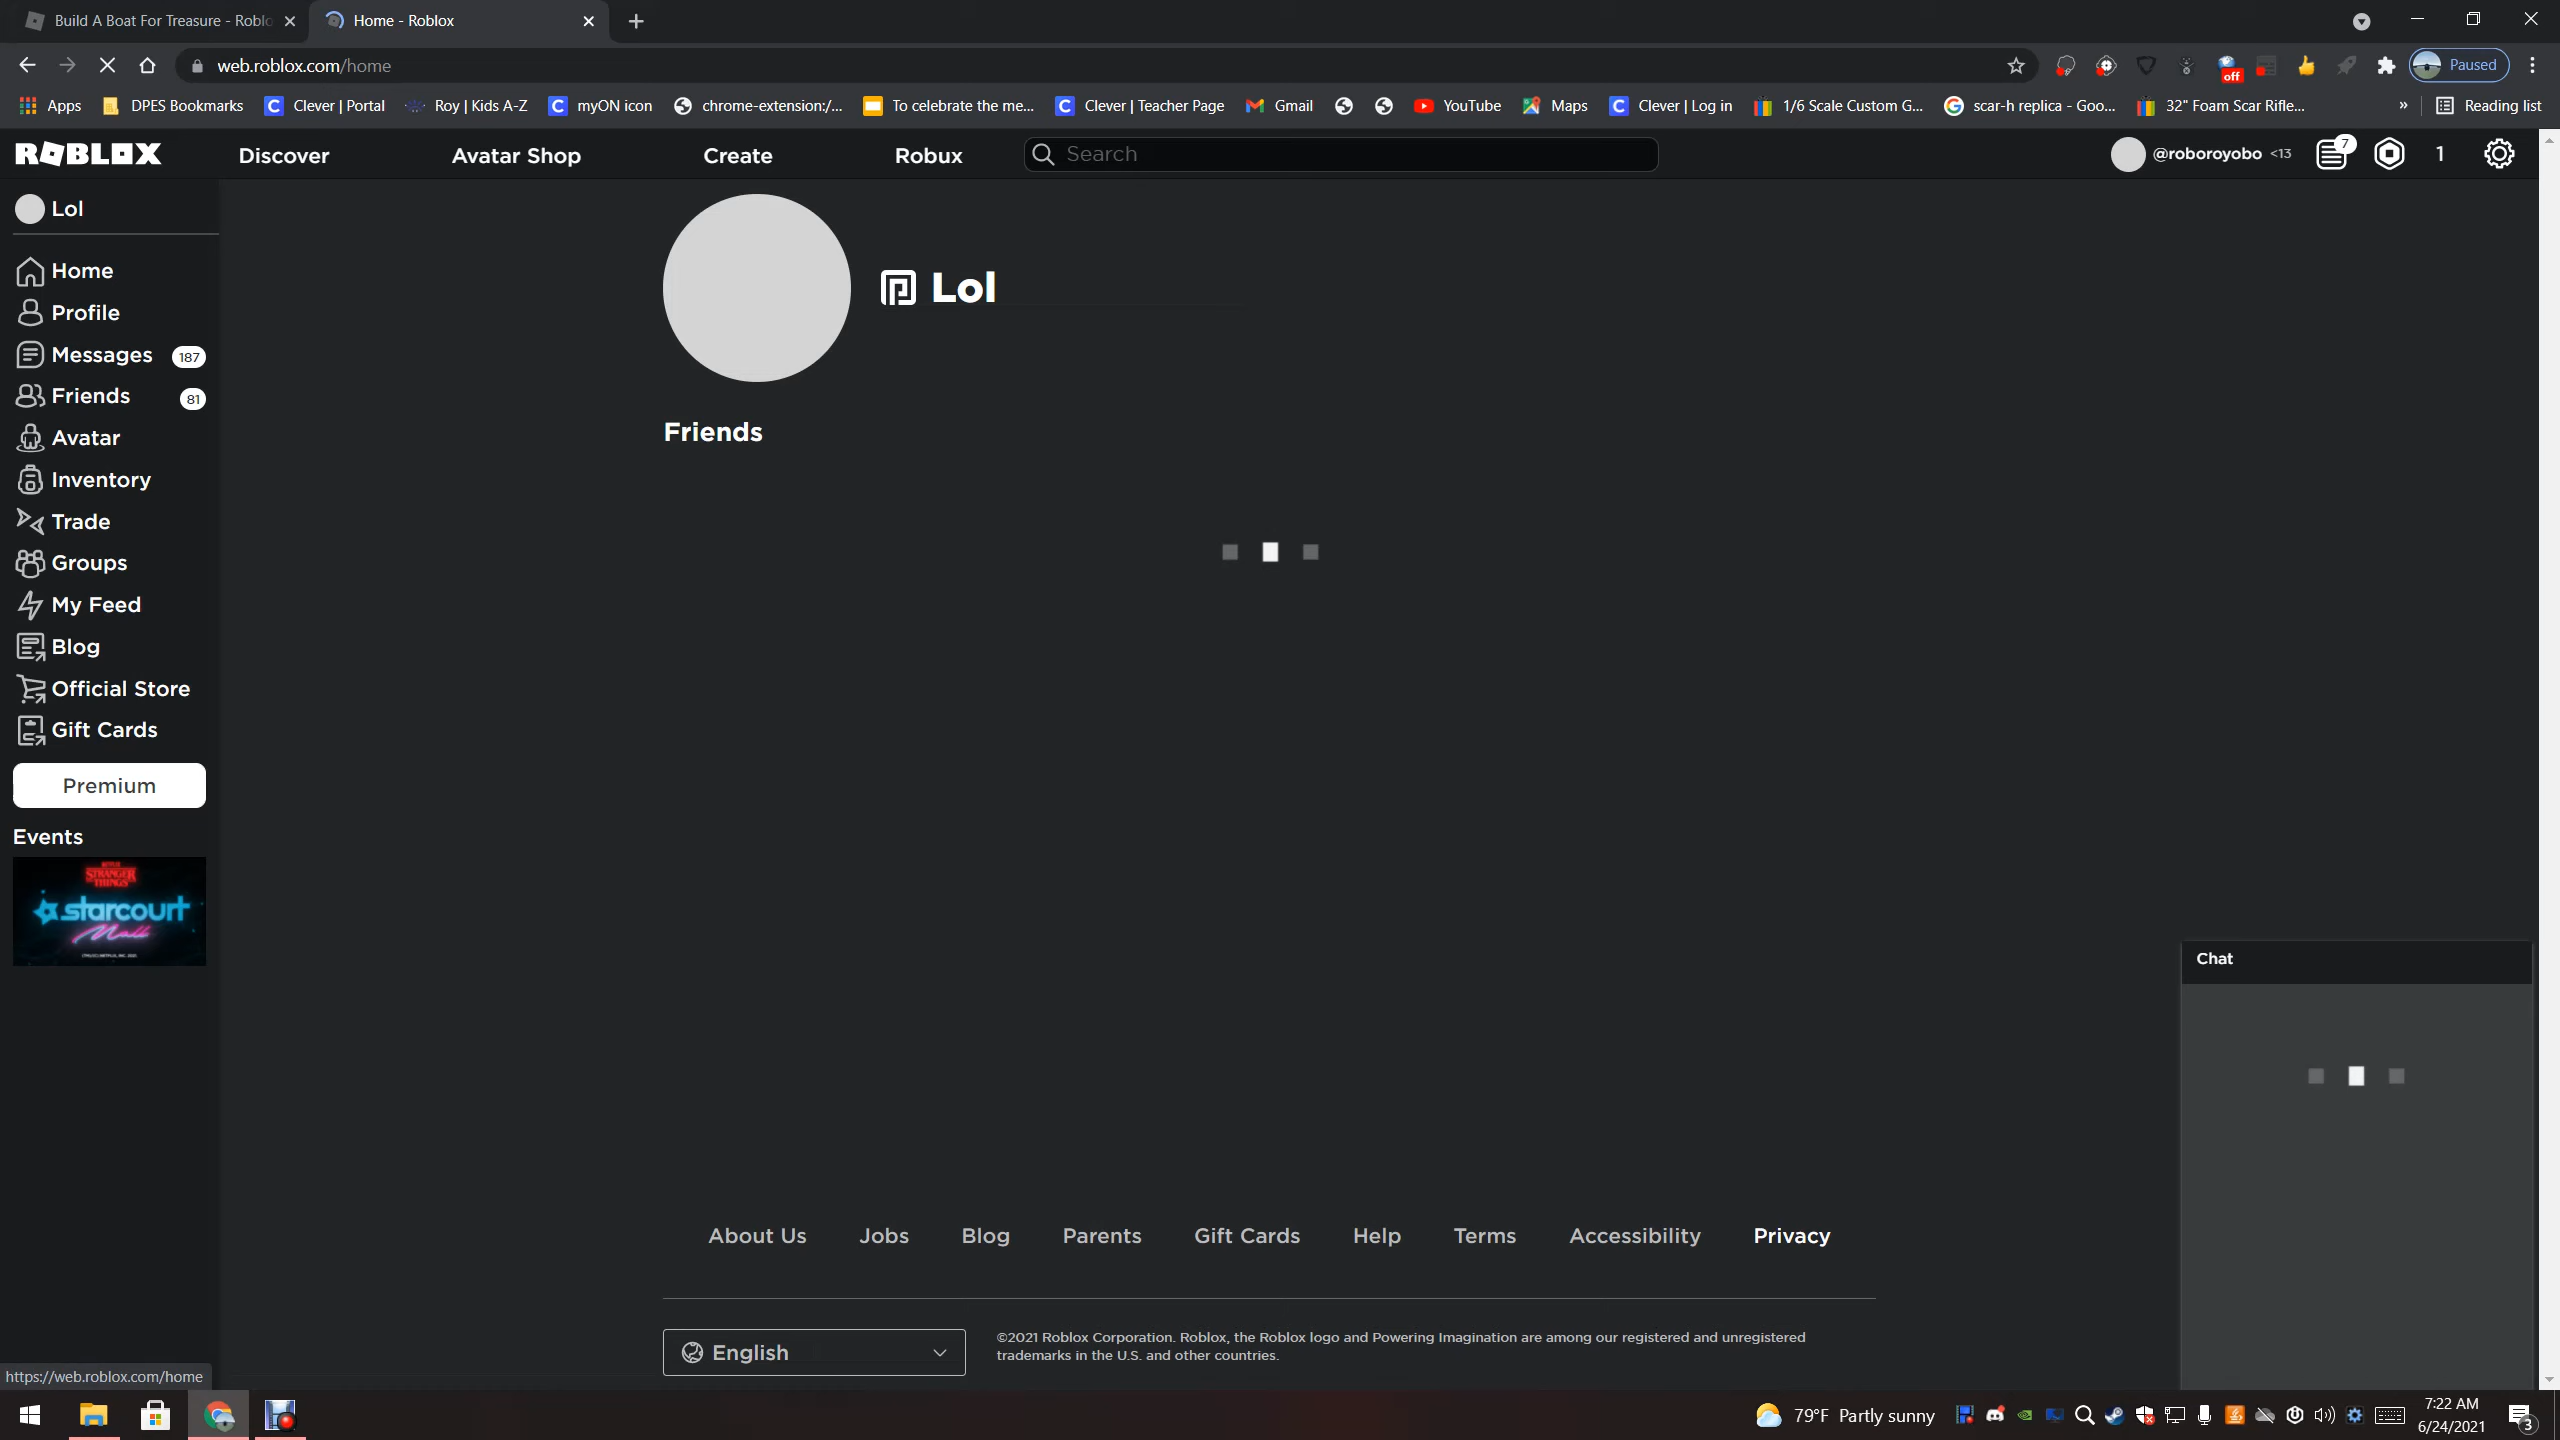 Build A Boat For Treasure - Roblo
Home - Roblox
web.roblox.com/home
off
Paused
Apps
DPES Bookmarks
Clever | Portal
Roy | Kids A-Z
myON icon
chrome-extension:/...
To celebrate the me...
Clever | Teacher Page
Gmail
YouTube
Maps
Clever | Log in
1/6 Scale Custom G...
scar-h replica - Goo...
32" Foam Scar Rifle...
»
Reading list
ROBLOX
Discover
Avatar Shop
Create
Robux
Search
@roboroyobo <13
7
1
Lol
Home
Profile
Messages 187
Friends 81
Avatar
Inventory
Trade
Groups
My Feed
Blog
Official Store
Gift Cards
Premium
Events
STRANGER
THINGS
starcourt
Mall
Lol
Friends
Chat
About Us
Jobs
Blog
Parents
Gift Cards
Help
Terms
Accessibility
Privacy
English
©2021 Roblox Corporation. Roblox, the Roblox logo and Powering Imagination are among our registered and unregistered
trademarks in the U.S. and other countries.
https://web.roblox.com/home
79°F Partly sunny
7:22 AM
6/24/2021
3